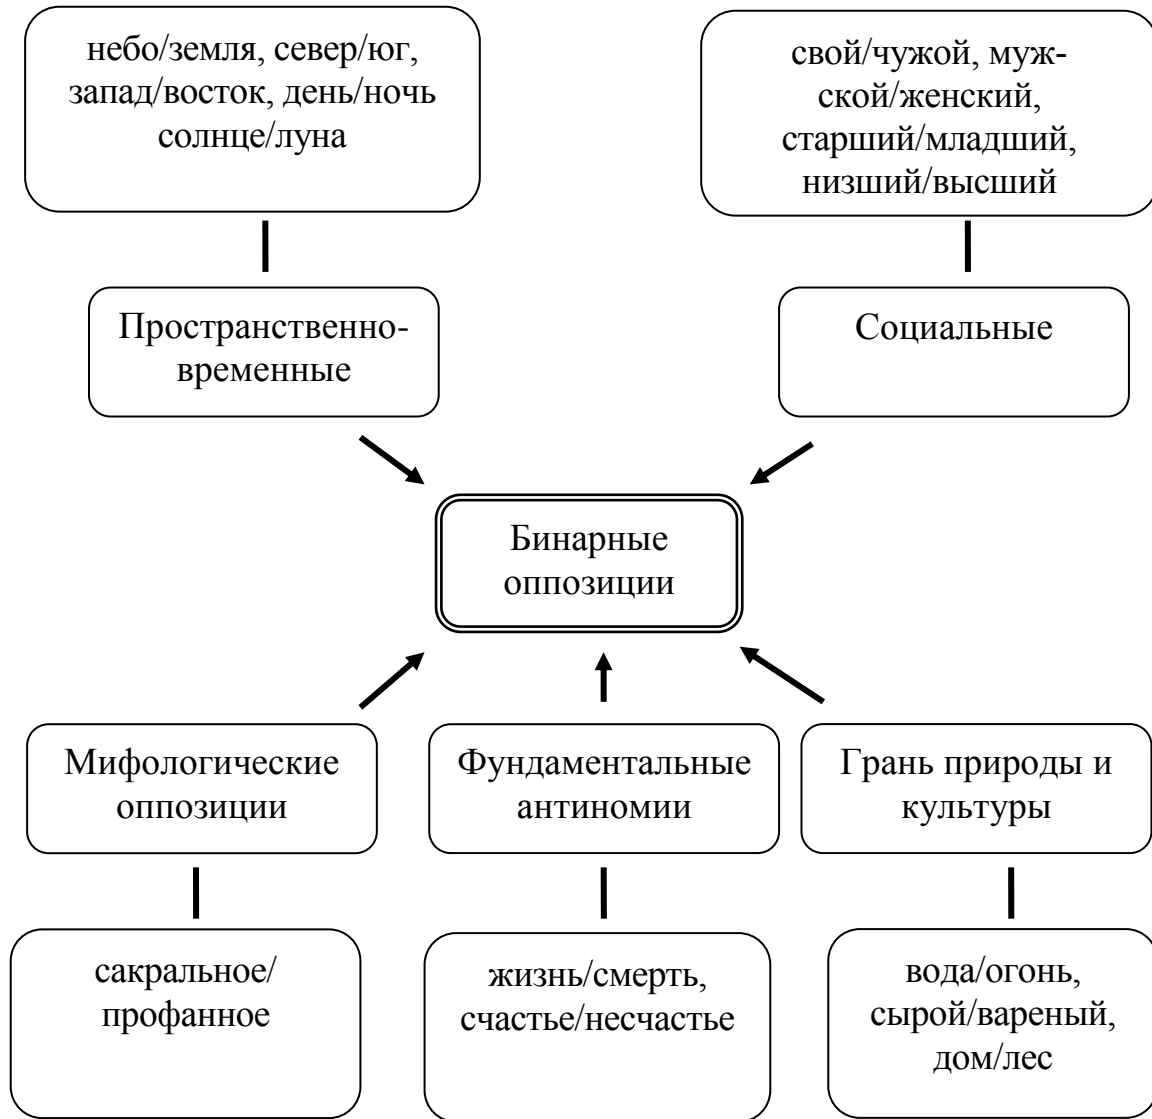 небо/земля, север/юг,
запад/восток, день/ночь
солнце/луна
свой/чужой, муж-
ской/женский,
старший/младший,
низший/высший
Пространственно-
временные
Социальные
Бинарные
оппозиции
Мифологические
оппозиции
Фундаментальные
антиномии
Грань природы и
культуры
сакральное/
профанное
жизнь/смерть,
счастье/несчастье
вода/огонь,
сырой/вареный,
дом/лес